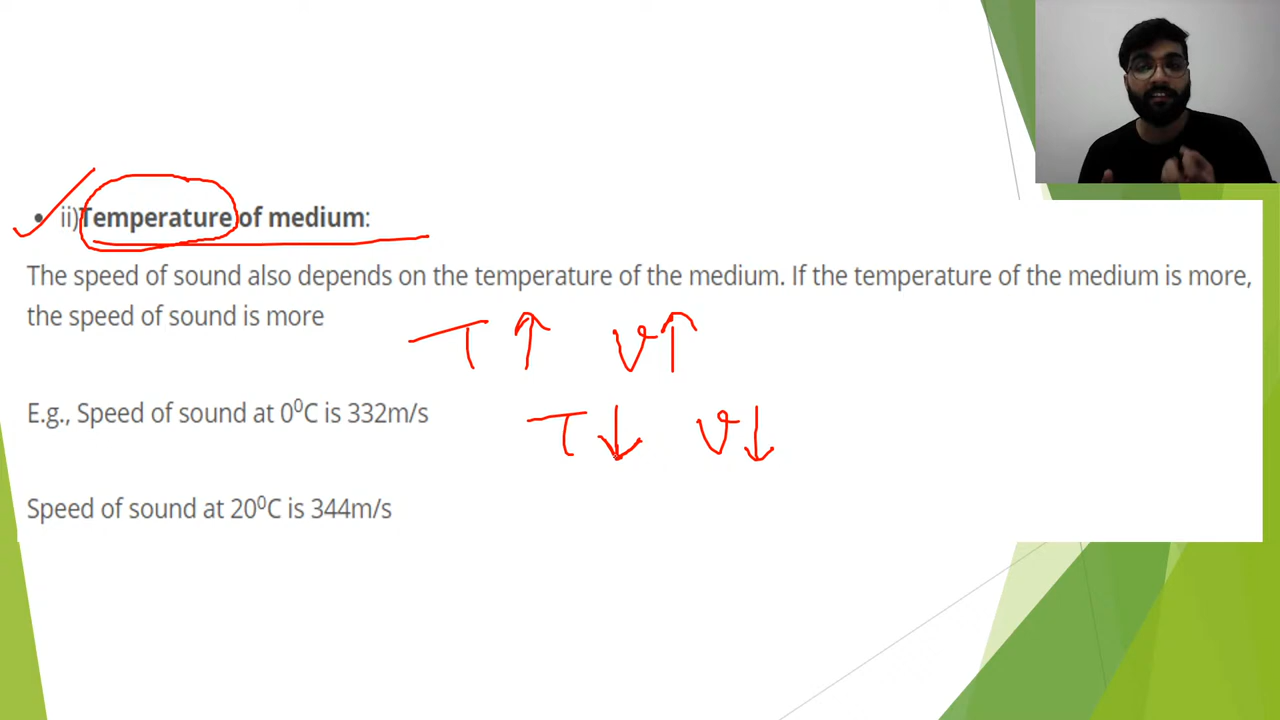 • ii)Temperature of medium:
The speed of sound also depends on the temperature of the medium. If the temperature of the medium is more,
the speed of sound is more
T ↑ v↑
E.g., Speed of sound at 0⁰C is 332m/s
T↓ v↓
Speed of sound at 20⁰C is 344m/s